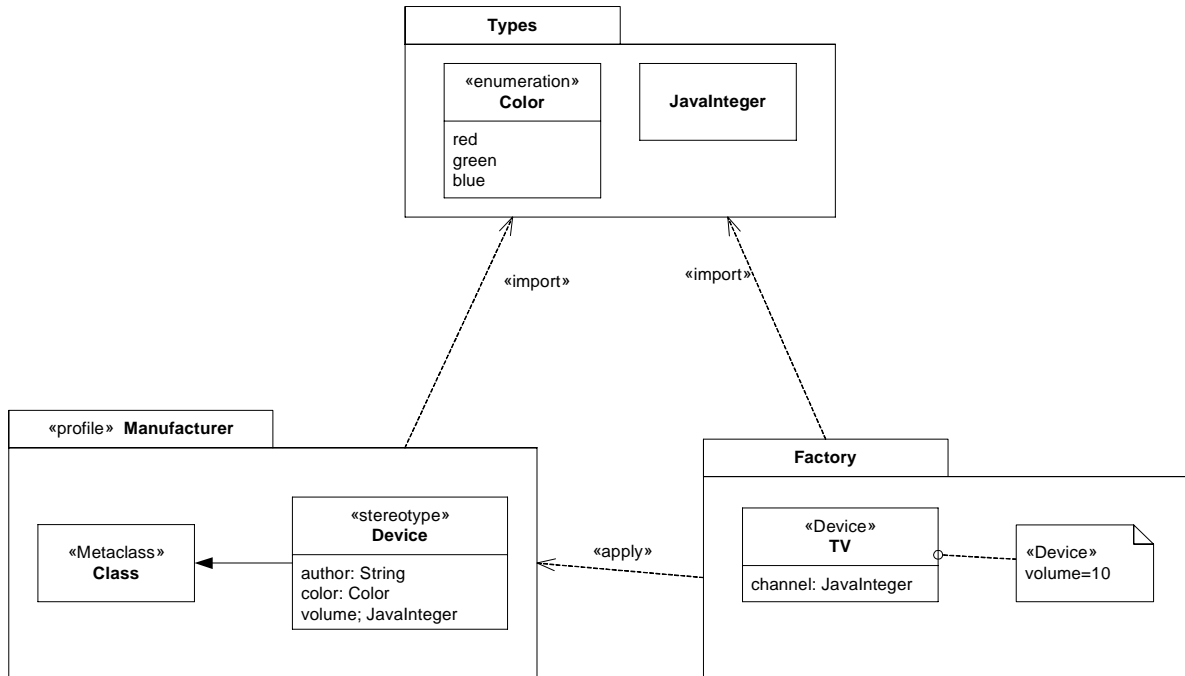 Types
«enumeration»
Color
red
green
blue
JavaInteger
«import»
«import»
«profile» Manufacturer
«Metaclass»
Class
«stereotype»
Device
author: String
color: Color
volume; JavaInteger
«apply»
Factory
«Device»
TV
channel: JavaInteger
«Device»
volume=10